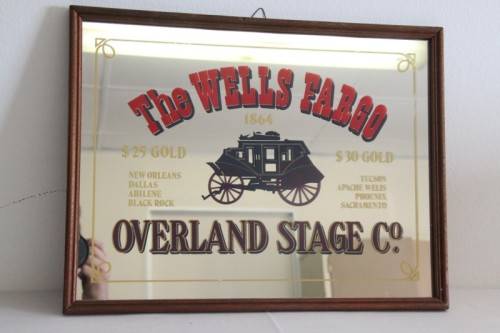 The WELLS FARGO
1864
$25 GOLD
NEW ORLEANS
DALLAS
ABILENE
BLACK ROCK
$30 GOLD
TUCSON
APACHE WELLS
PHOENIX
SACRAMENTO
OVERLAND STAGE Co.